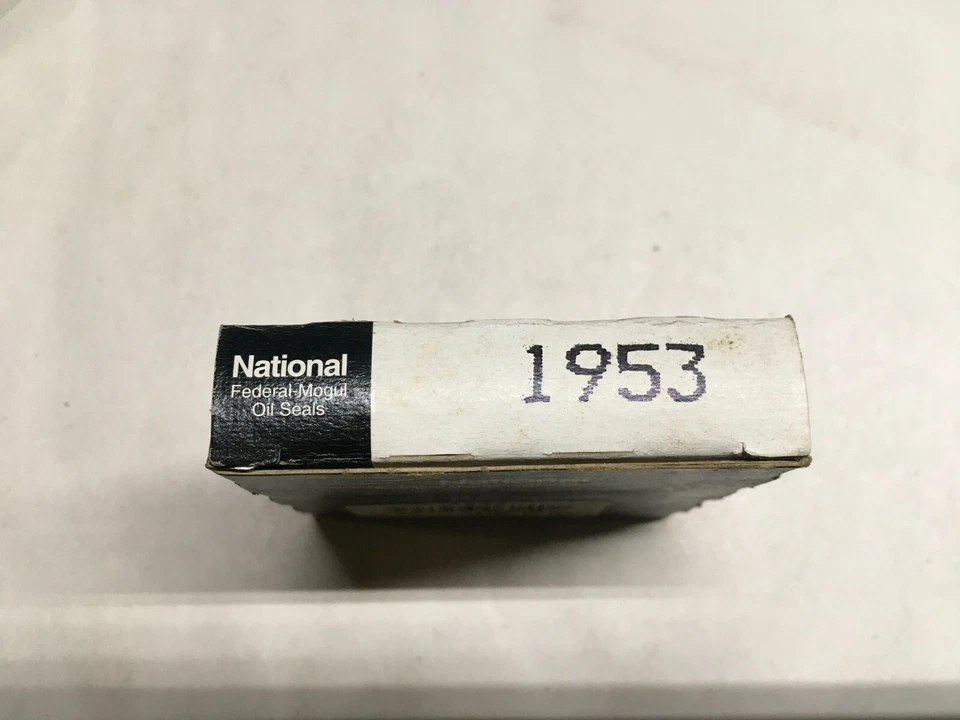 National
Federal-Mogul
Oil Seals
1953